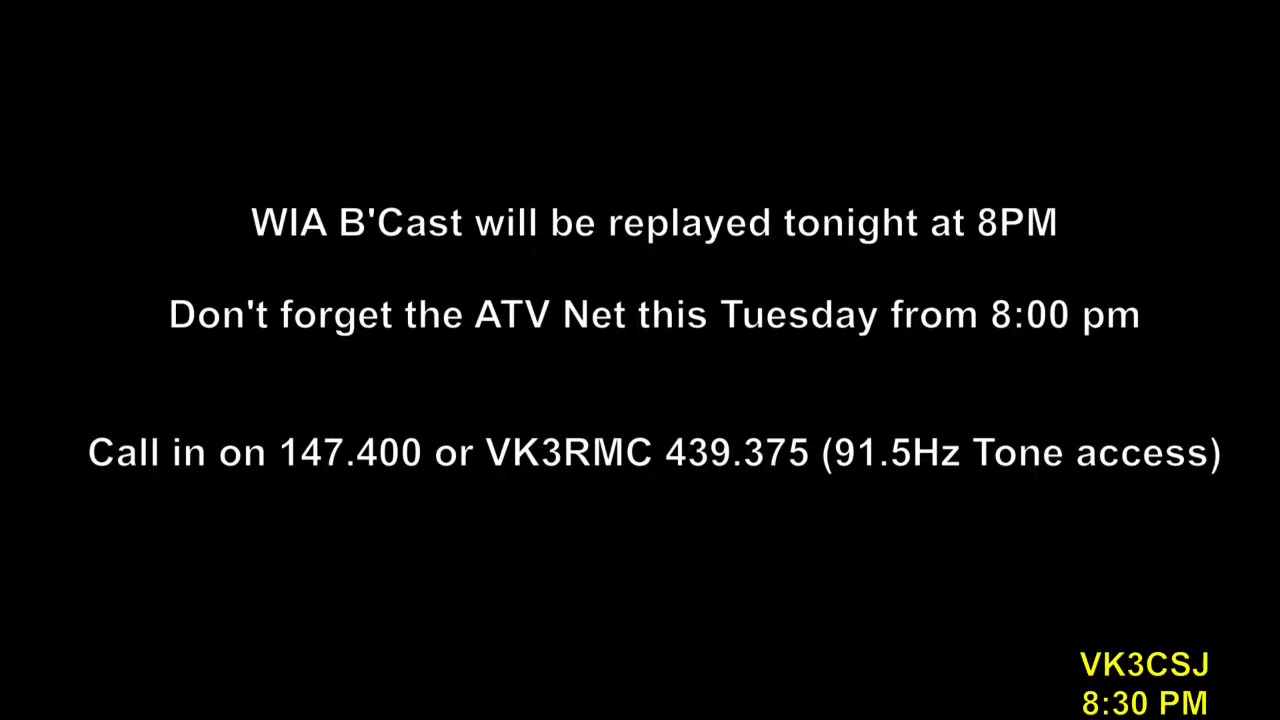 WIA B'Cast will be replayed tonight at 8PM
Don't forget the ATV Net this Tuesday from 8:00 pm
Call in on 147.400 or VK3RMC 439.375 (91.5Hz Tone access)
VK3CSJ
8:30 PM